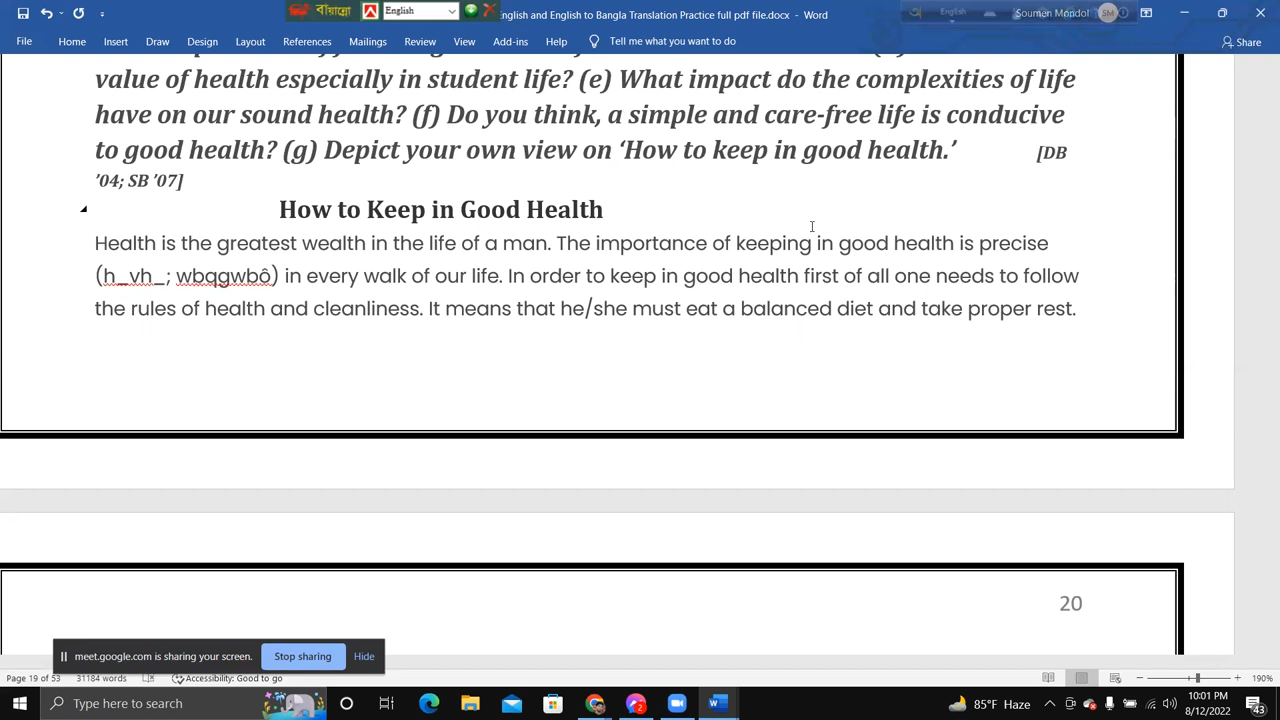 বাঁয়ান্নো English English and English to Bangla Translation Practice full pdf file.docx - Word English Soumen Mondol SM
File Home Insert Draw Design Layout References Mailings Review View Add-ins Help Tell me what you want to do Share
value of health especially in student life? (e) What impact do the complexities of life
have on our sound health? (f) Do you think, a simple and care-free life is conducive
to good health? (g) Depict your own view on ‘How to keep in good health.’ [DB
’04; SB ’07]
How to Keep in Good Health
Health is the greatest wealth in the life of a man. The importance of keeping in good health is precise
(h_vh_; wbqgwbô) in every walk of our life. In order to keep in good health first of all one needs to follow
the rules of health and cleanliness. It means that he/she must eat a balanced diet and take proper rest.
20
meet.google.com is sharing your screen. Stop sharing Hide
Page 19 of 53 31184 words Accessibility: Good to go 190%
Type here to search 2 85°F Haze 10:01 PM
8/12/2022